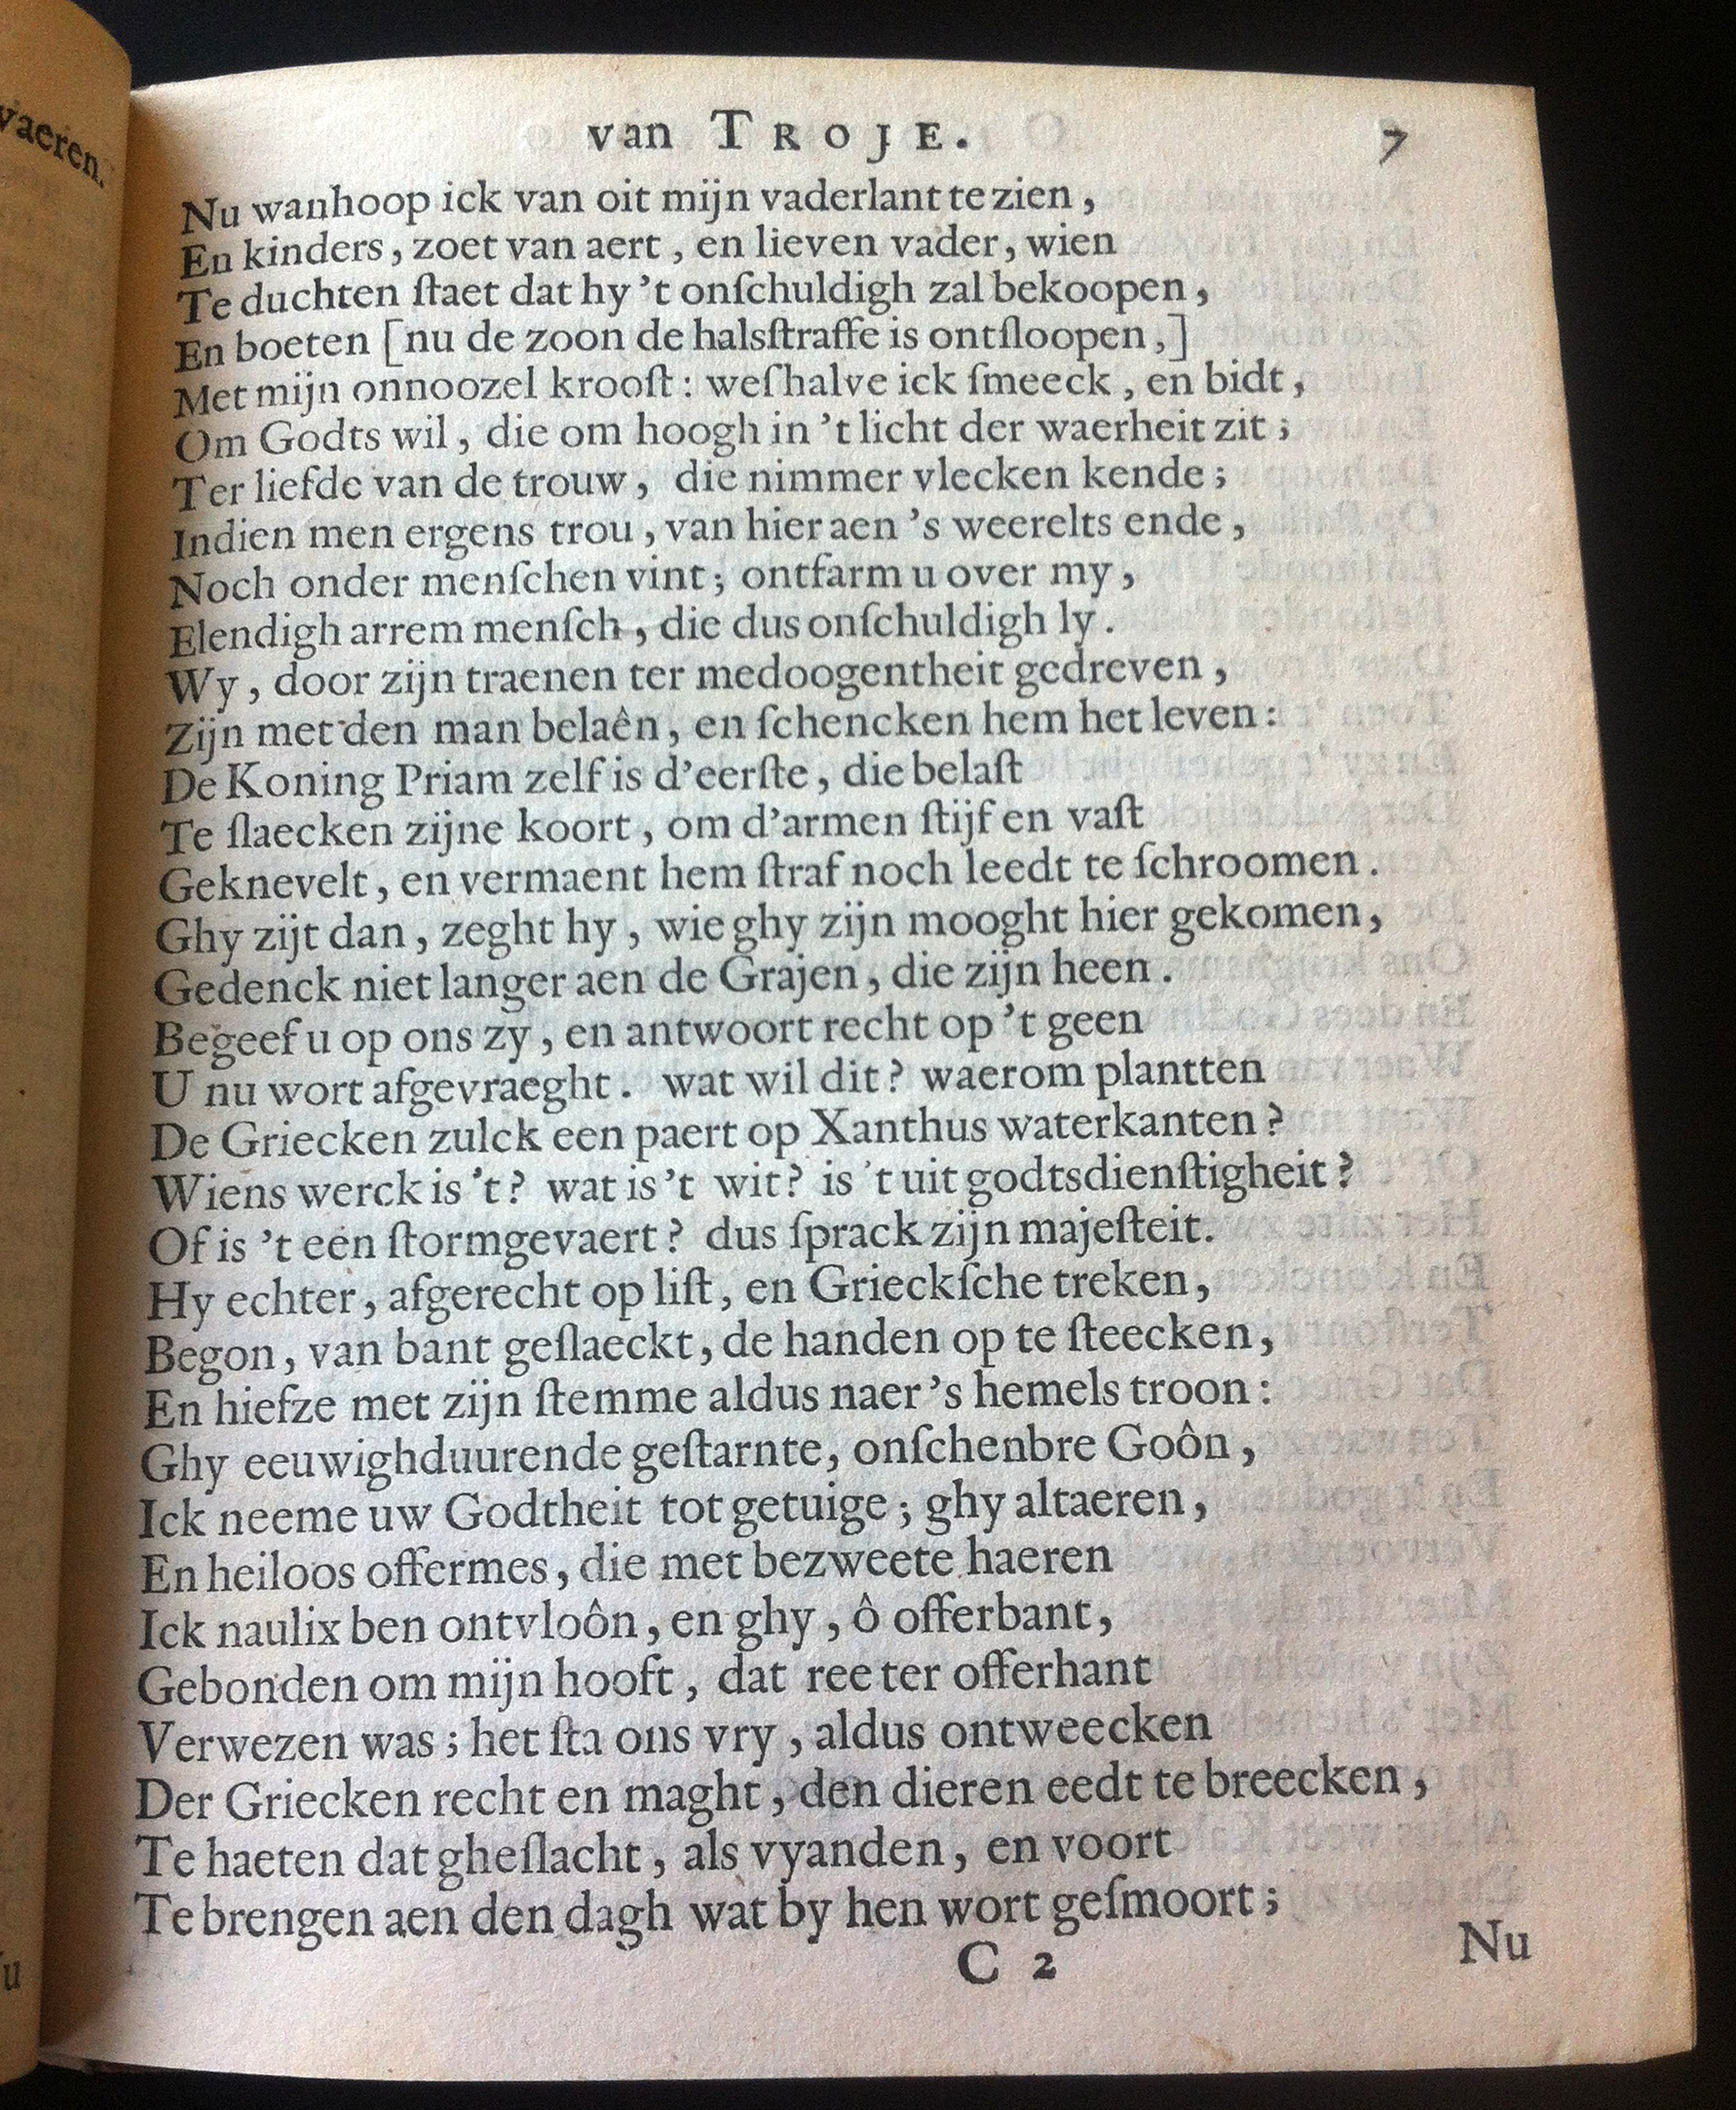 vaeren.
van TROJE. 7
Nu wanhoop ick van oit mijn vaderlant te zien,
En kinders, zoet van aert, en lieven vader, wien
Te duchten ſtaet dat hy 't onſchuldigh zal bekoopen,
En boeten [nu de zoon de halsſtraffe is ontſloopen,]
Met mijn onnoozel krooſt: weſhalve ick ſmeeck, en bidt,
Om Godts wil, die om hoogh in 't licht der waerheit zit;
Ter liefde van de trouw, die nimmer vlecken kende;
Indien men ergens trou, van hier aen 's weerelts ende,
Noch onder menſchen vint; ontfarm u over my,
Elendigh arrem menſch, die dus onſchuldigh ly.
Wy, door zijn traenen ter medoogentheit gedreven,
Zijn met den man belaên, en ſchencken hem het leven:
De Koning Priam zelf is d'eerſte, die belaſt
Te ſlaecken zijne koort, om d'armen ſtijf en vaſt
Geknevelt, en vermaent hem ſtraf noch leedt te ſchroomen.
Ghy zijt dan, zeght hy, wie ghy zijn mooght hier gekomen,
Gedenck niet langer aen de Grajen, die zijn heen.
Begeef u op ons zy, en antwoort recht op 't geen
U nu wort afgevraeght. wat wil dit? waerom plantten
De Griecken zulck een paert op Xanthus waterkanten?
Wiens werck is 't? wat is 't wit? is 't uit godtsdienſtigheit?
Of is 't een ſtormgevaert? dus ſprack zijn majeſteit.
Hy echter, afgerecht op liſt, en Grieckſche treken,
Begon, van bant geſlaeckt, de handen op te ſteecken,
En hiefze met zijn ſtemme aldus naer 's hemels troon:
Ghy eeuwighduurende geſtarnte, onſchenbre Goôn,
Ick neeme uw Godtheit tot getuige; ghy altaeren,
En heiloos offermes, die met bezweete haeren
Ick naulix ben ontvloôn, en ghy, ô offerbant,
Gebonden om mijn hooft, dat ree ter offerhant
Verwezen was; het ſta ons vry, aldus ontweecken
Der Griecken recht en maght, den dieren eedt te breecken,
Te haeten dat gheſlacht, als vyanden, en voort
Te brengen aen den dagh wat by hen wort geſmoort;
C 2 Nu